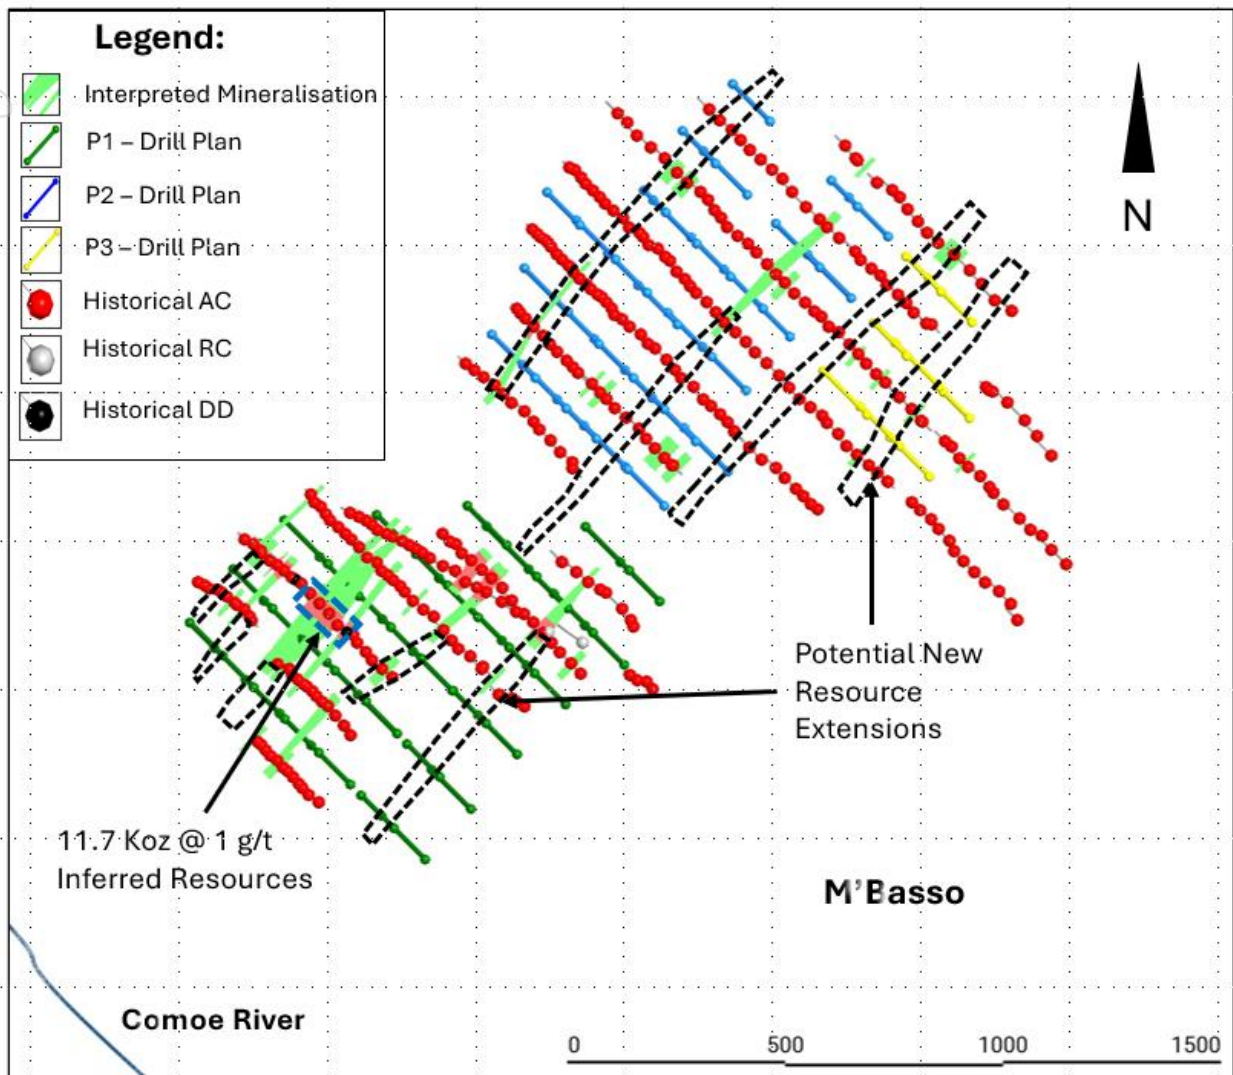 Legend:
Interpreted Mineralisation
P1 – Drill Plan
P2 – Drill Plan
P3 – Drill Plan
Historical AC
Historical RC
Historical DD
N
Potential New
Resource
Extensions
11.7 Koz @ 1 g/t
Inferred Resources
M’Basso
Comoe River
0 500 1000 1500